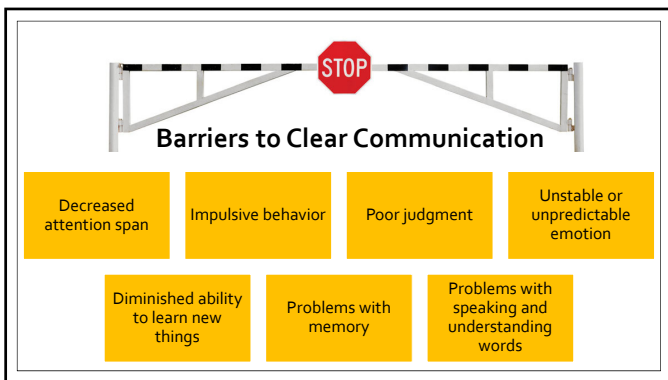 STOP
Barriers to Clear Communication
Decreased
attention span
Impulsive behavior
Poor judgment
Unstable or
unpredictable
emotion
Diminished ability
to learn new
things
Problems with
memory
Problems with
speaking and
understanding
words